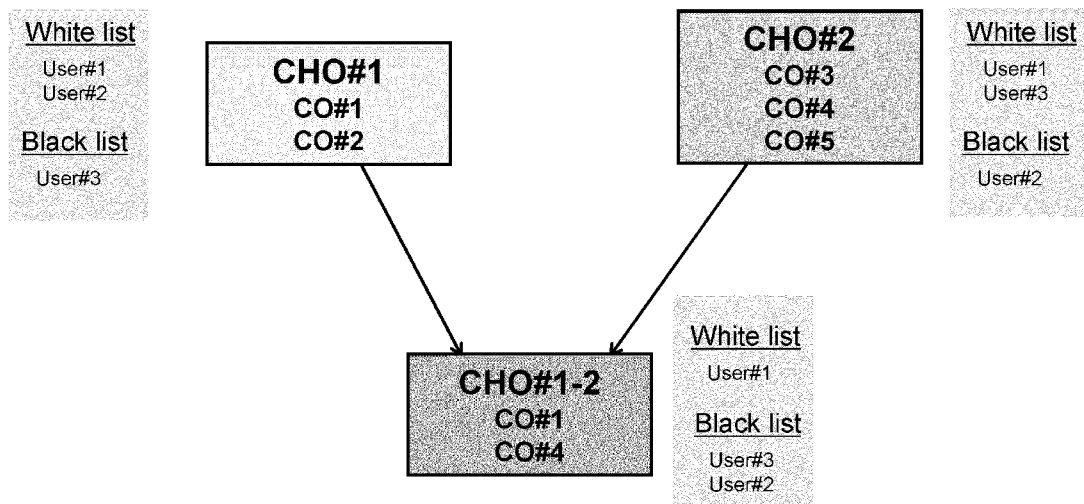 White list
User#1
User#2
Black list
User#3
CHO#1
CO#1
CO#2
CHO#2
CO#3
CO#4
CO#5
White list
User#1
User#3
Black list
User#2
CHO#1-2
CO#1
CO#4
White list
User#1
Black list
User#3
User#2